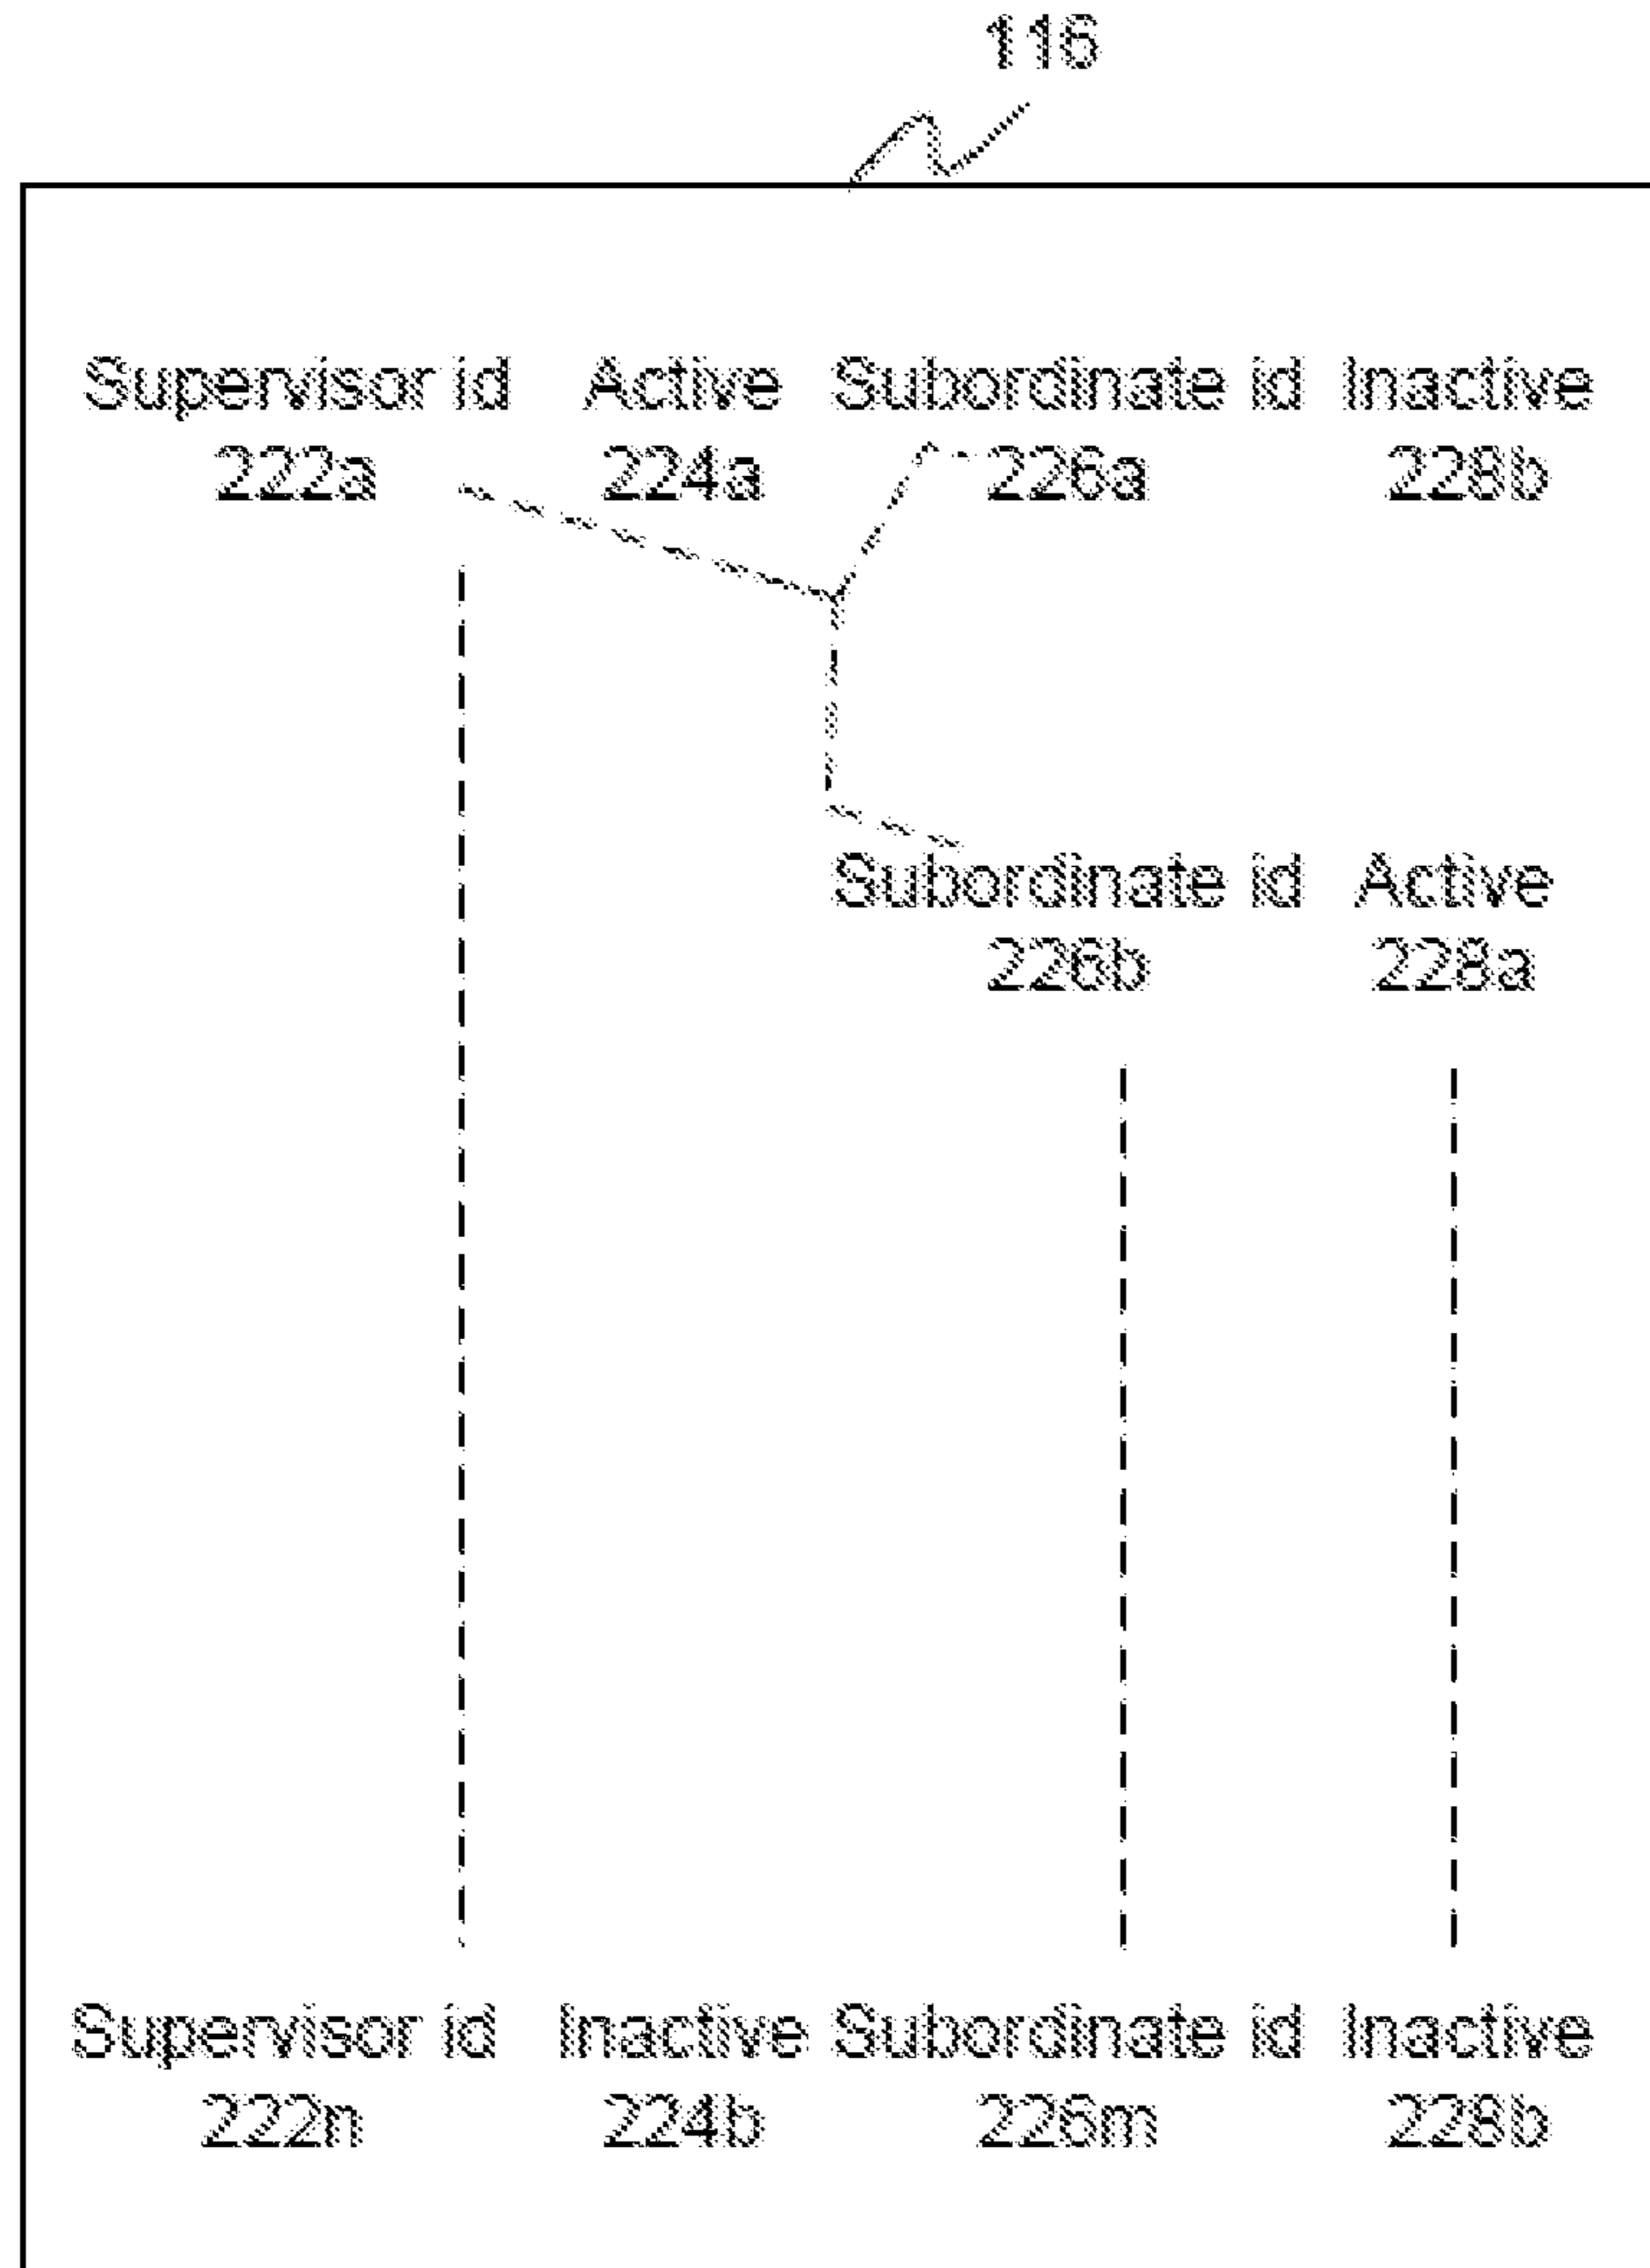 116
Supervisor id Active Subordinate id Inactive
222a 224a 226a 228b
Subordinate id Active
226b 228a
Supervisor id Inactive Subordinate id Inactive
222n 224b 226m 228b